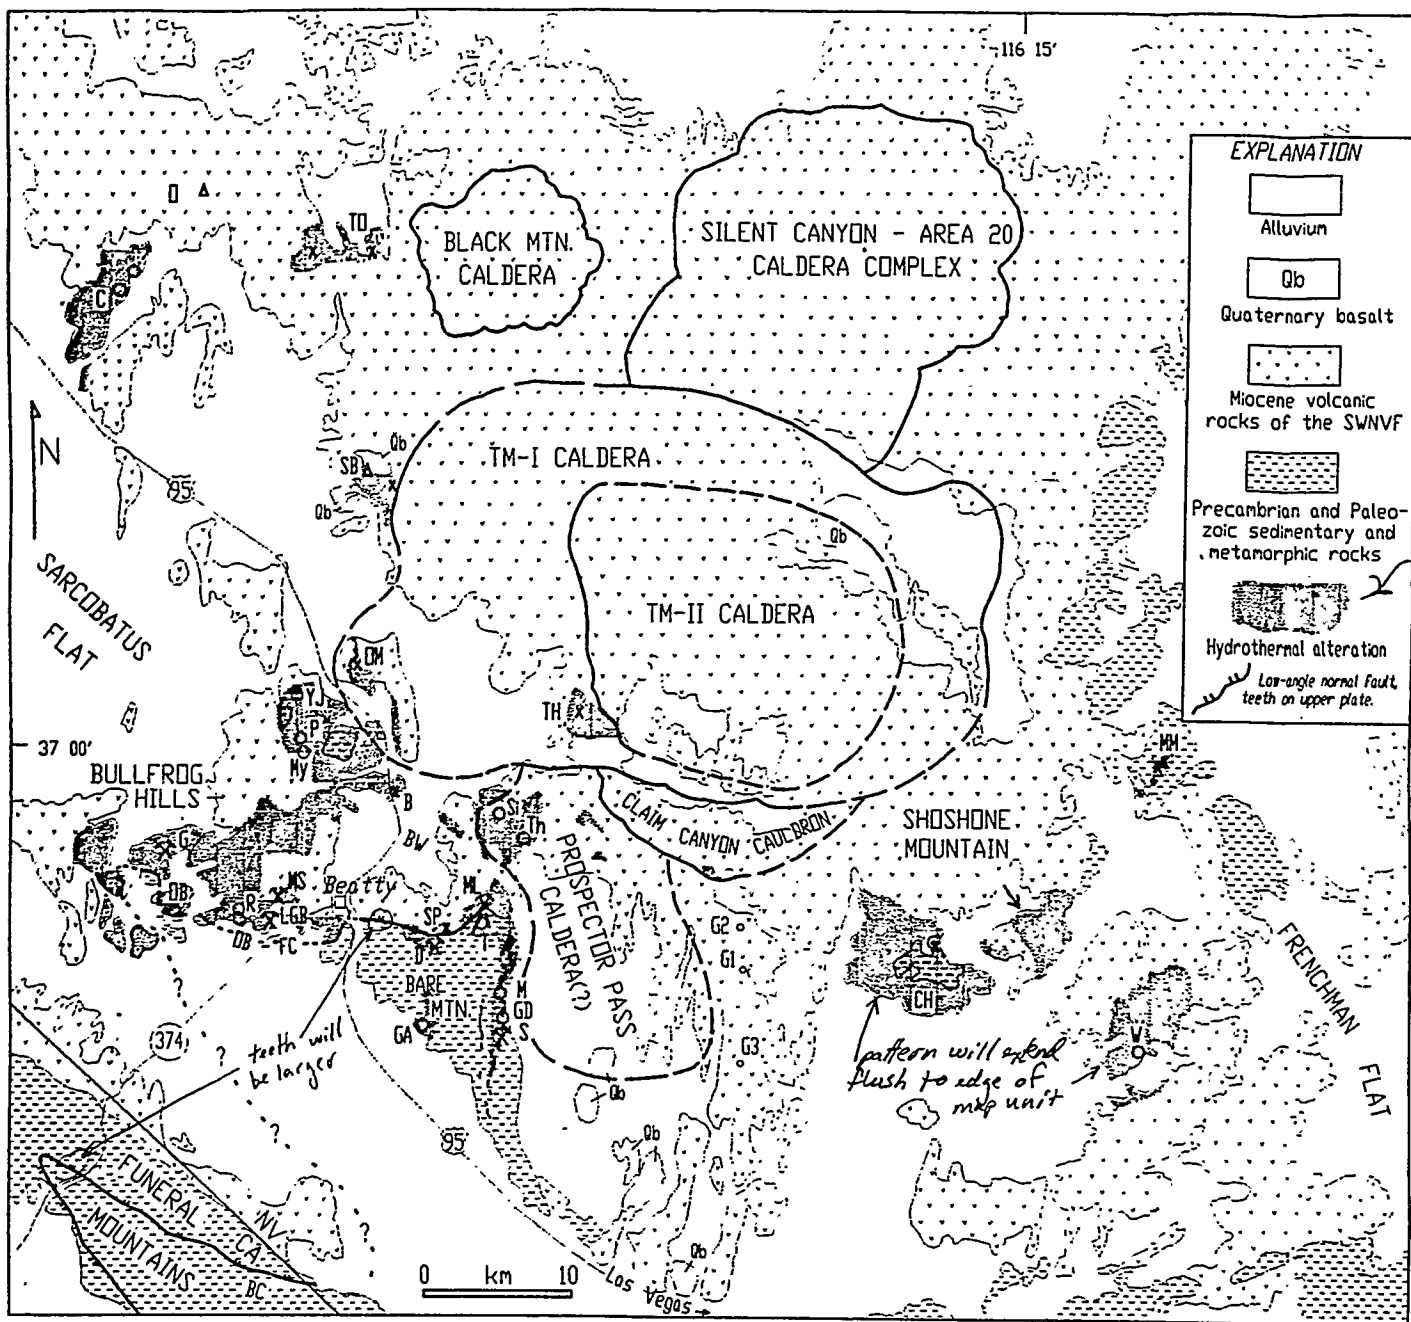 116 15'
EXPLANATION
Alluvium
Qb
Quaternary basalt
Miocene volcanic
rocks of the SWNVF
Precambrian and Paleo-
zoic sedimentary and
metamorphic rocks
Hydrothermal alteration
Low-angle normal fault,
teeth on upper plate.
TO
BLACK MTN.
CALDERA
SILENT CANYON - AREA 20
CALDERA COMPLEX
C
N
95
SB
Qb
Qb
TM-I CALDERA
Qb
TM-II CALDERA
SARCOBATUS
FLAT
OM
YJ
P
My
TH
37 00'
BULLFROG
HILLS
B
BW
Si
Th
CLAIM CANYON CAULDRON
SHOSHONE
MOUNTAIN
MM
PROSPECTOR PASS
CALDERA(?)
G
OB
R
MS
LGB
Beatty
ML
SP
T
OB
FC
D
BARE
MTN.
M
GD
S
GA
G2
G1
G3
CH
W
FRENCHMAN
FLAT
374
teeth will
be larger
pattern will extend
flush to edge of
map unit
?
?
?
?
?
Qb
Qb
Qb
95
FUNERAL
MOUNTAINS
NV
CA
BC
0 km 10
Las Vegas →